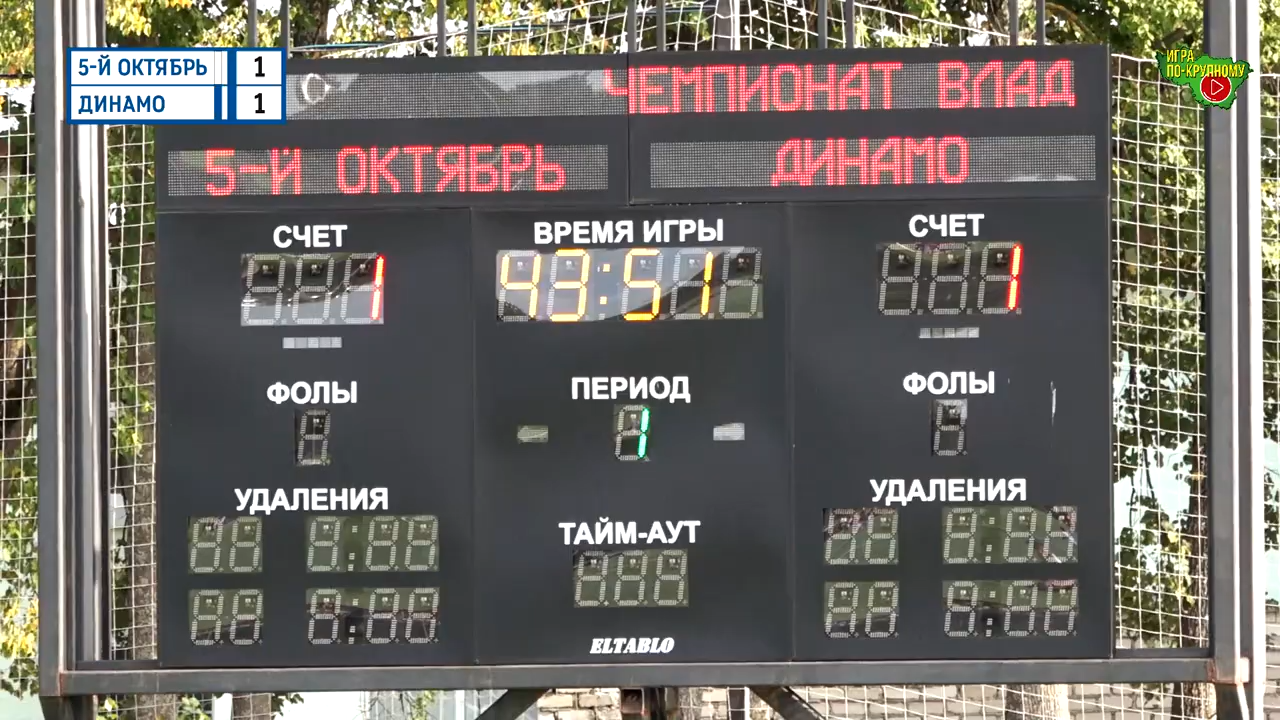 5-Й ОКТЯБРЬ 1
ДИНАМО 1
ИГРА
ПО-КРУПНОМУ
ЧЕМПИОНАТ ВЛАД
5-Й ОКТЯБРЬ
ДИНАМО
СЧЕТ
ВРЕМЯ ИГРЫ
СЧЕТ
1
43:51
1
ФОЛЫ
ПЕРИОД
ФОЛЫ
1
УДАЛЕНИЯ
ТАЙМ-АУТ
УДАЛЕНИЯ
ELTABLO